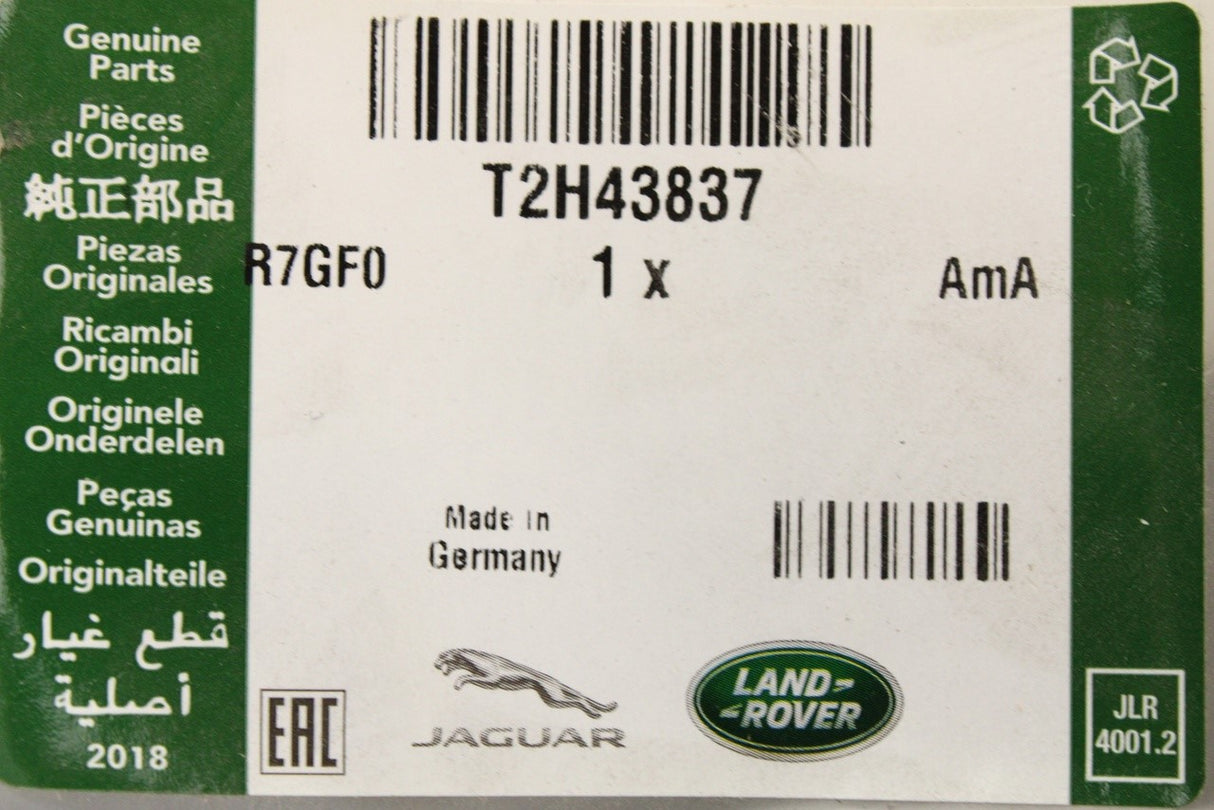 Genuine
Parts
Pièces
d'Origine
純正部品
Piezas
Originales
Ricambi
Originali
Originele
Onderdelen
Peças
Genuinas
Originalteile
قطع غيار
أصلية
2018
T2H43837
R7GF0 1 x AmA
Made in
Germany
EAC
JAGUAR
LAND-
-ROVER
JLR
4001.2